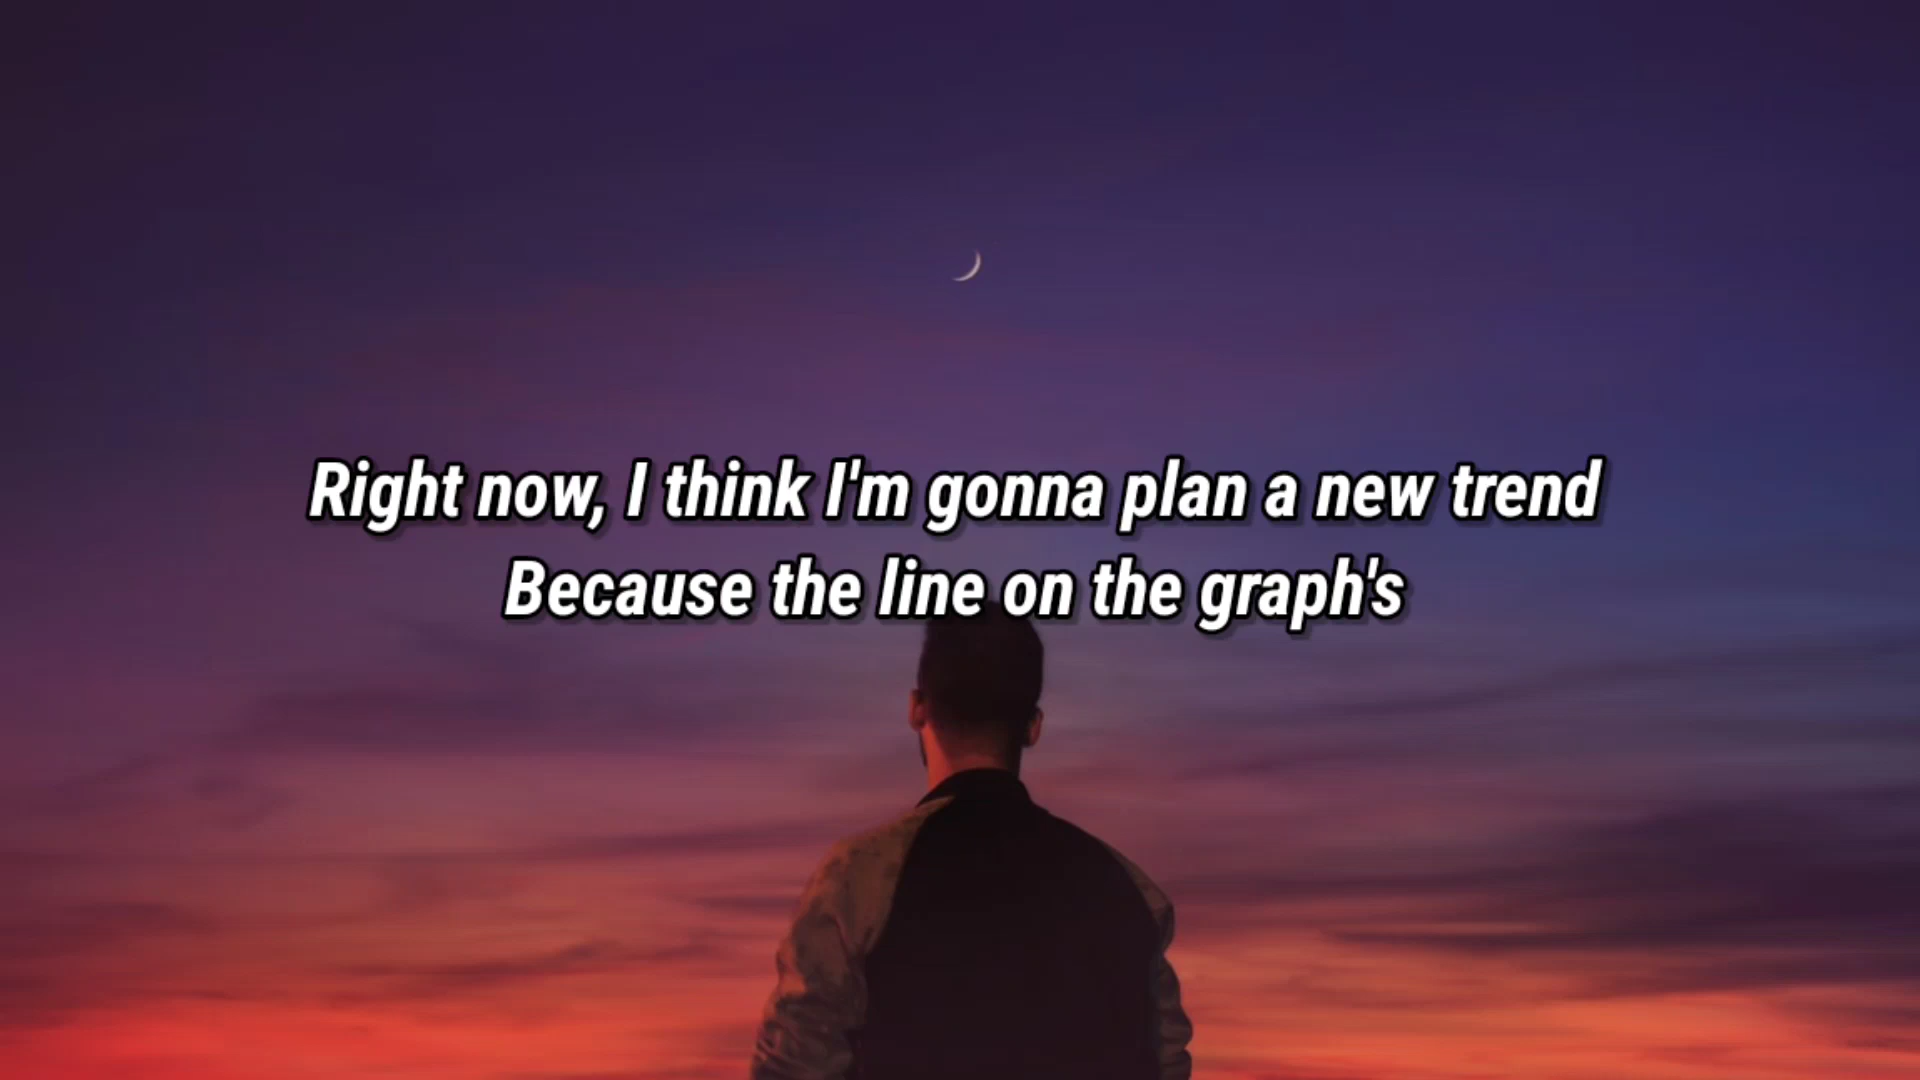 Right now, I think I'm gonna plan a new trend
Because the line on the graph's